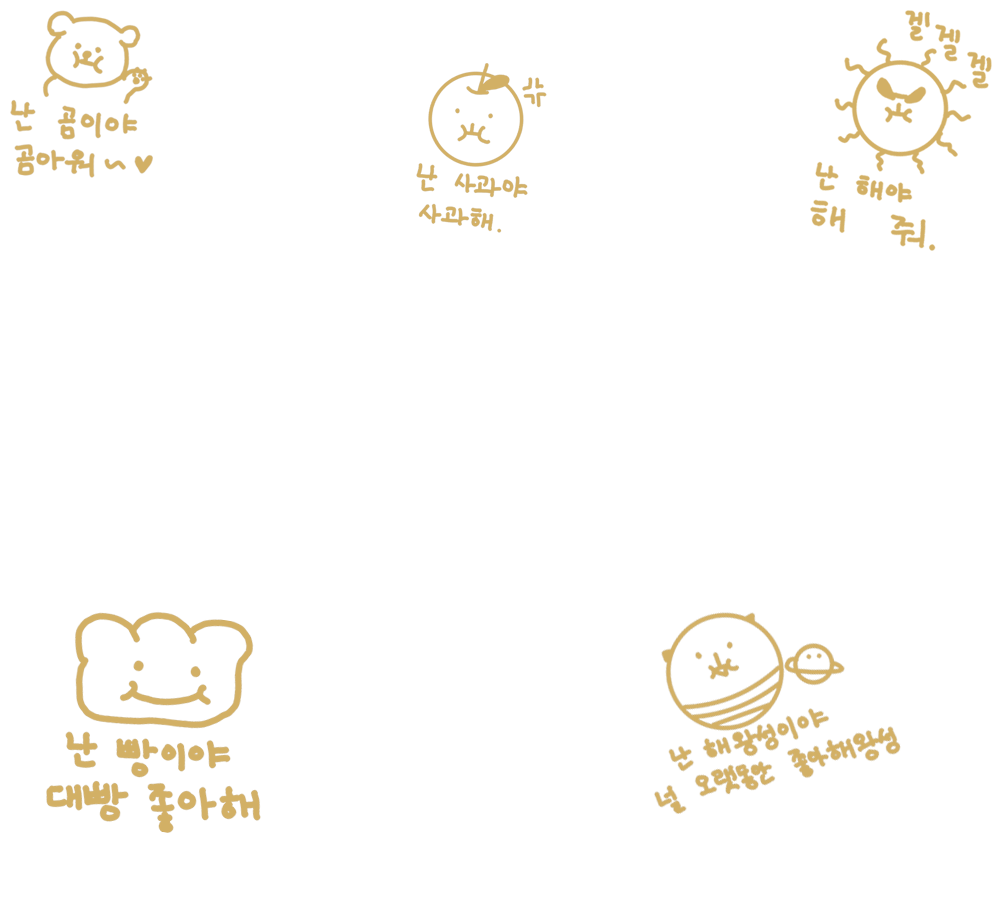 난 곰이야
곰아워~♥
난 사과야
사과해.
겔겔겔
난 해야
해 줘.
난 빵이야
대빵 좋아해
난 해왕성이야
널 오랫동안 좋아해왕성